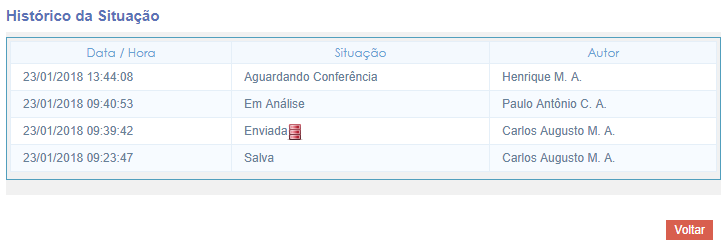 Histórico da Situação
Data / Hora Situação Autor
23/01/2018 13:44:08 Aguardando Conferência Henrique M. A.
23/01/2018 09:40:53 Em Análise Paulo Antônio C. A.
23/01/2018 09:39:42 Enviada Carlos Augusto M. A.
23/01/2018 09:23:47 Salva Carlos Augusto M. A.
Voltar